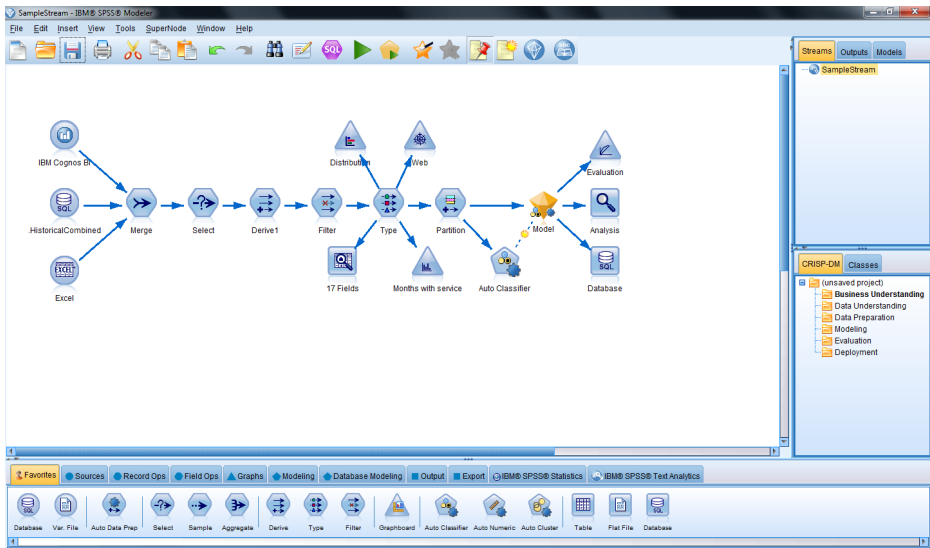 SampleStream - IBM® SPSS® Modeler
File Edit Insert View Tools SuperNode Window Help
SQL
Streams Outputs Models
SampleStream
IBM Cognos BI
Distribution
Web
Evaluation
SQL
.HistoricalCombined
Merge
Select
Derive1
Filter
Type
Partition
Model
Analysis
EXCEL
Excel
17 Fields
Months with service
Auto Classifier
SQL
Database
CRISP-DM Classes
(unsaved project)
Business Understanding
Data Understanding
Data Preparation
Modeling
Evaluation
Deployment
Favorites Sources Record Ops Field Ops Graphs Modeling Database Modeling Output Export IBM® SPSS® Statistics IBM® SPSS® Text Analytics
Database Var. File Auto Data Prep Select Sample Aggregate Derive Type Filter Graphboard Auto Classifier Auto Numeric Auto Cluster Table Flat File Database